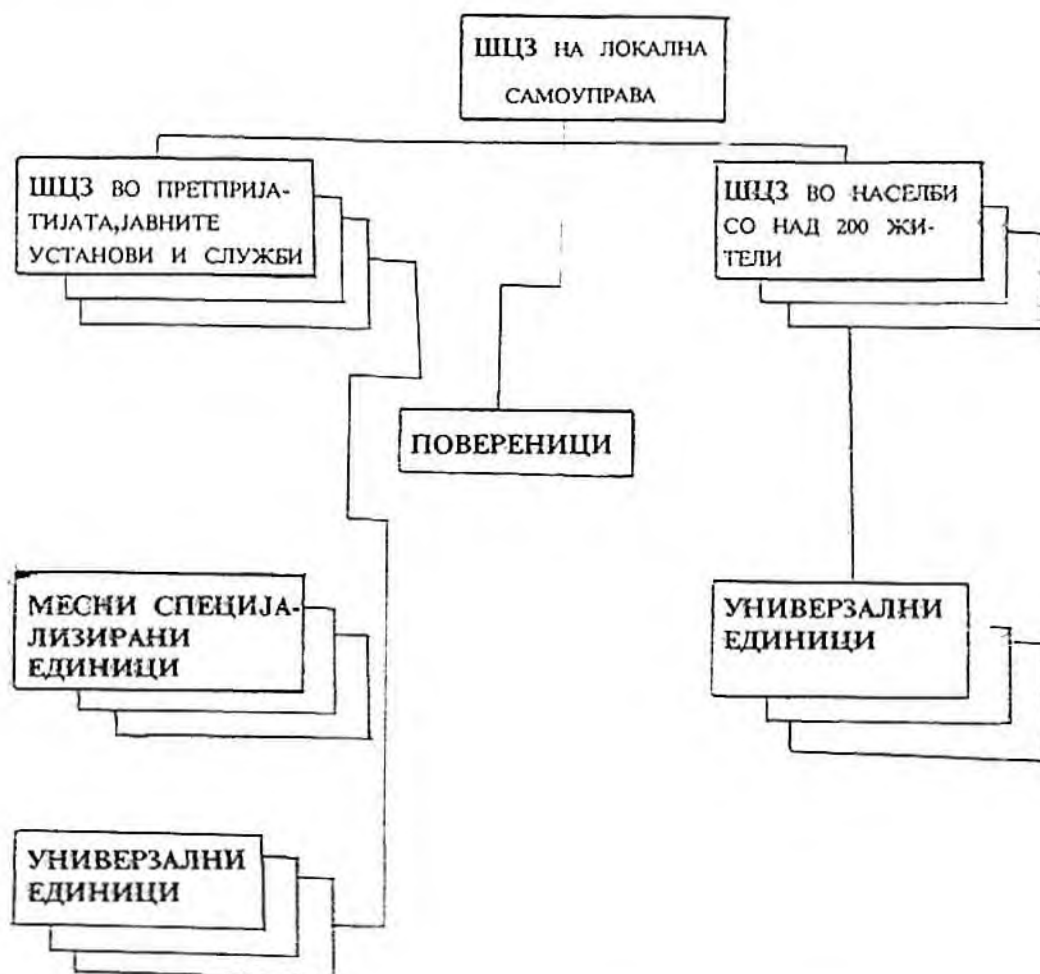 ШЦЗ НА ЛОКАЛНА
САМОУПРАВА
ШЦЗ ВО ПРЕТПРИЈА-
ТИЈАТА,ЈАВНИТЕ
УСТАНОВИ И СЛУЖБИ
ШЦЗ ВО НАСЕЛБИ
СО НАД 200 ЖИ-
ТЕЛИ
ПОВЕРЕНИЦИ
МЕСНИ СПЕЦИЈА-
ЛИЗИРАНИ
ЕДИНИЦИ
УНИВЕРЗАЛНИ
ЕДИНИЦИ
УНИВЕРЗАЛНИ
ЕДИНИЦИ